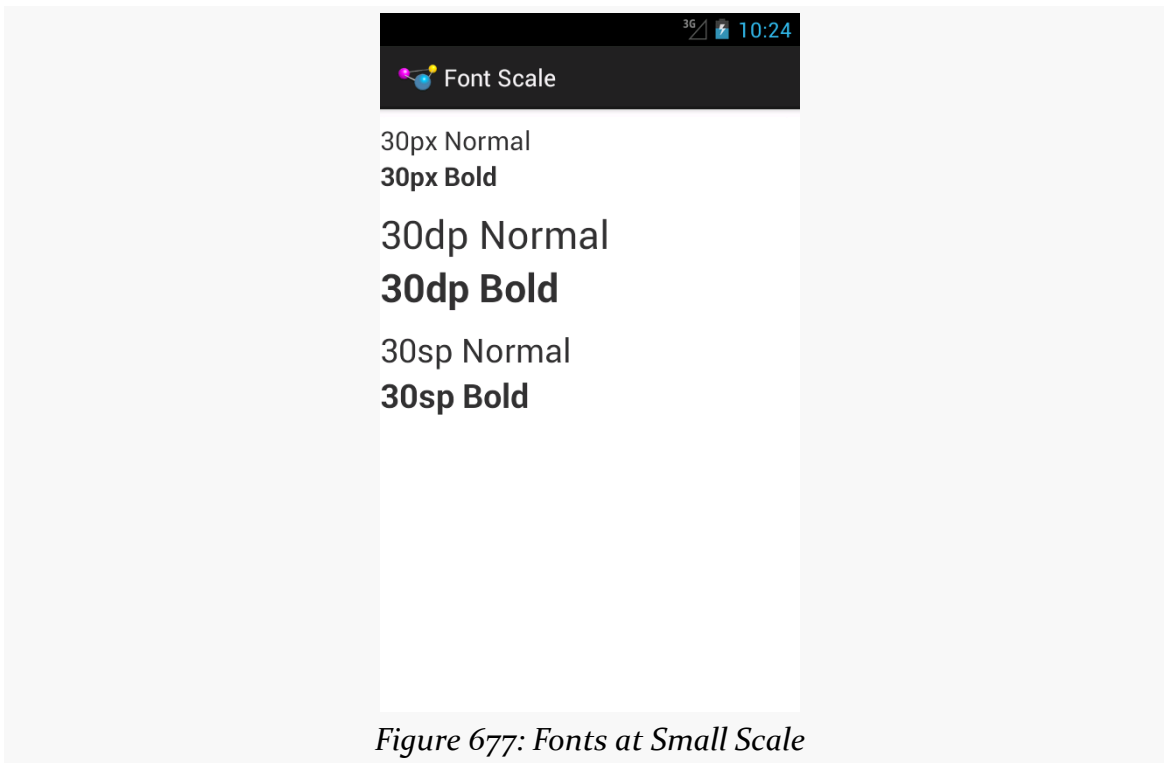 3G 10:24
Font Scale
30px Normal
30px Bold
30dp Normal
30dp Bold
30sp Normal
30sp Bold
Figure 677: Fonts at Small Scale